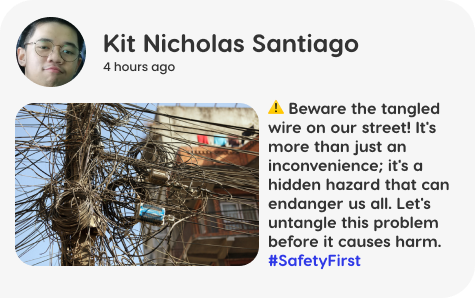 Kit Nicholas Santiago
4 hours ago
⚠️ Beware the tangled
wire on our street! It's
more than just an
inconvenience; it's a
hidden hazard that can
endanger us all. Let's
untangle this problem
before it causes harm.
#SafetyFirst